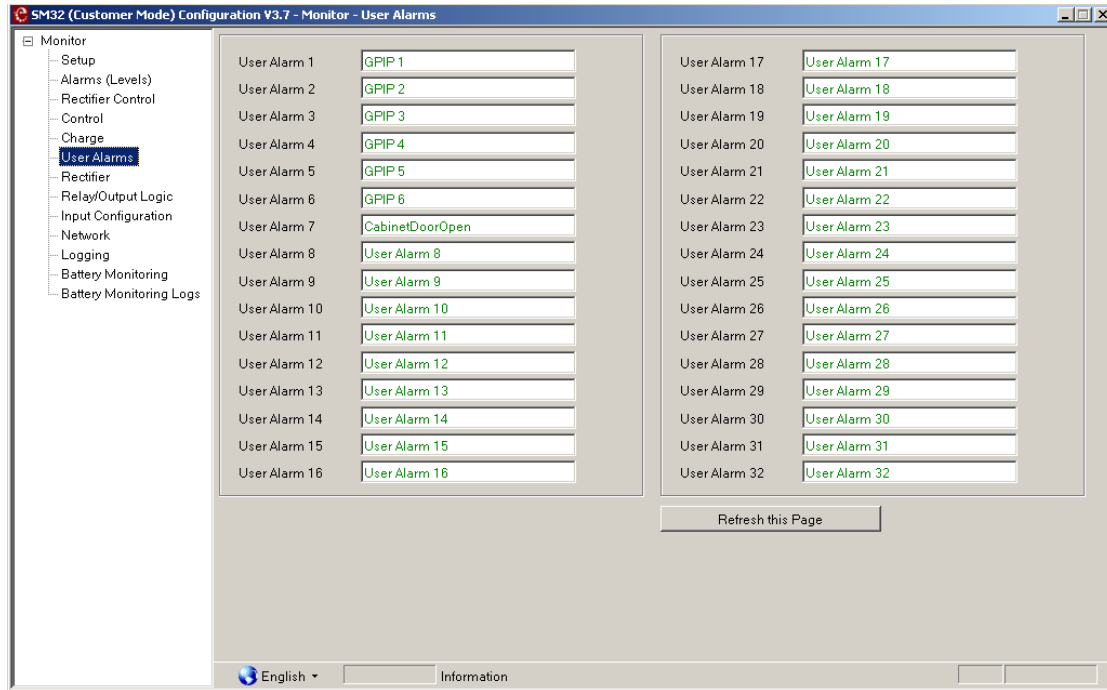 SM32 (Customer Mode) Configuration V3.7 - Monitor - User Alarms
Monitor
Setup
Alarms (Levels)
Rectifier Control
Control
Charge
User Alarms
Rectifier
Relay/Output Logic
Input Configuration
Network
Logging
Battery Monitoring
Battery Monitoring Logs
User Alarm 1 GPIP 1
User Alarm 2 GPIP 2
User Alarm 3 GPIP 3
User Alarm 4 GPIP 4
User Alarm 5 GPIP 5
User Alarm 6 GPIP 6
User Alarm 7 CabinetDoorOpen
User Alarm 8 User Alarm 8
User Alarm 9 User Alarm 9
User Alarm 10 User Alarm 10
User Alarm 11 User Alarm 11
User Alarm 12 User Alarm 12
User Alarm 13 User Alarm 13
User Alarm 14 User Alarm 14
User Alarm 15 User Alarm 15
User Alarm 16 User Alarm 16
User Alarm 17 User Alarm 17
User Alarm 18 User Alarm 18
User Alarm 19 User Alarm 19
User Alarm 20 User Alarm 20
User Alarm 21 User Alarm 21
User Alarm 22 User Alarm 22
User Alarm 23 User Alarm 23
User Alarm 24 User Alarm 24
User Alarm 25 User Alarm 25
User Alarm 26 User Alarm 26
User Alarm 27 User Alarm 27
User Alarm 28 User Alarm 28
User Alarm 29 User Alarm 29
User Alarm 30 User Alarm 30
User Alarm 31 User Alarm 31
User Alarm 32 User Alarm 32
Refresh this Page
English
Information